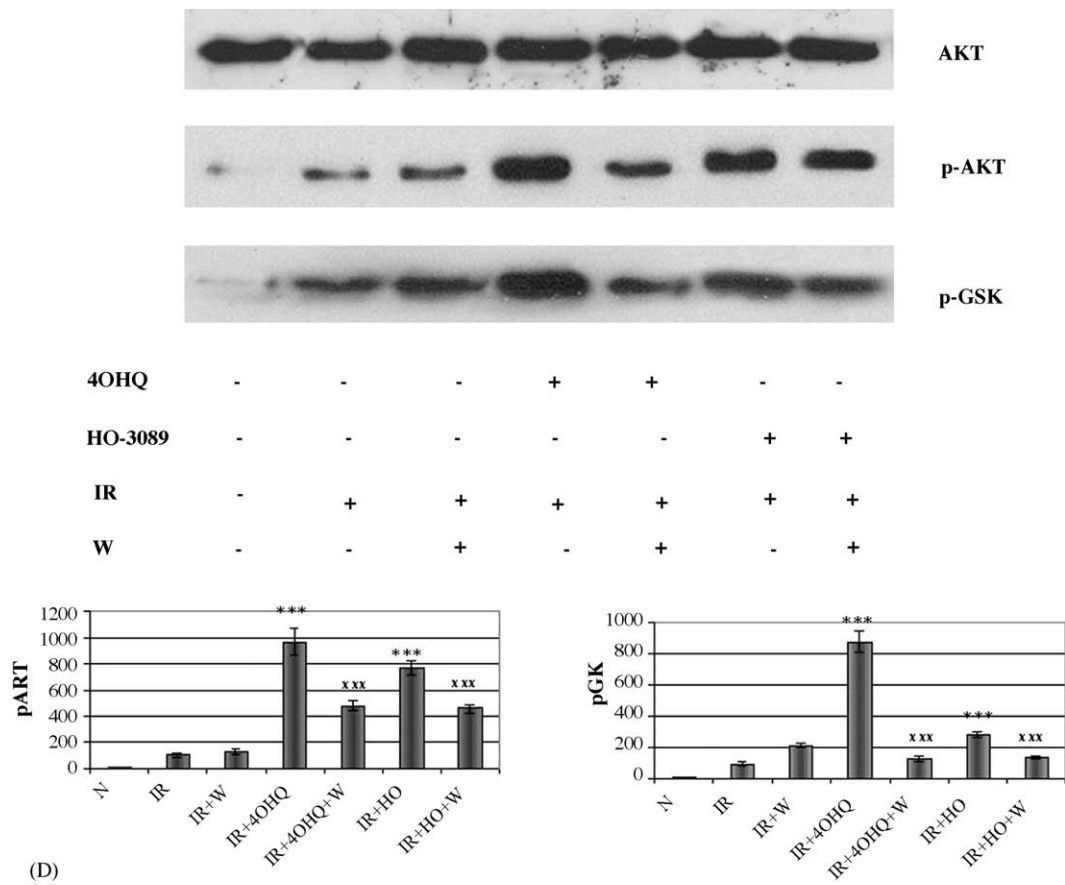 AKT
p-AKT
p-GSK
4OHQ - - - + + - -
HO-3089 - - - - - + +
IR - + + + + + +
W - - + - + - +
pART
1200
1000
800
600
400
200
0
***
xxx
***
xxx
N IR IR+W IR+4OHQ IR+4OHQ+W IR+HO IR+HO+W
pGK
1000
800
600
400
200
0
***
xxx
***
xxx
N IR IR+W IR+4OHQ IR+4OHQ+W IR+HO IR+HO+W
(D)